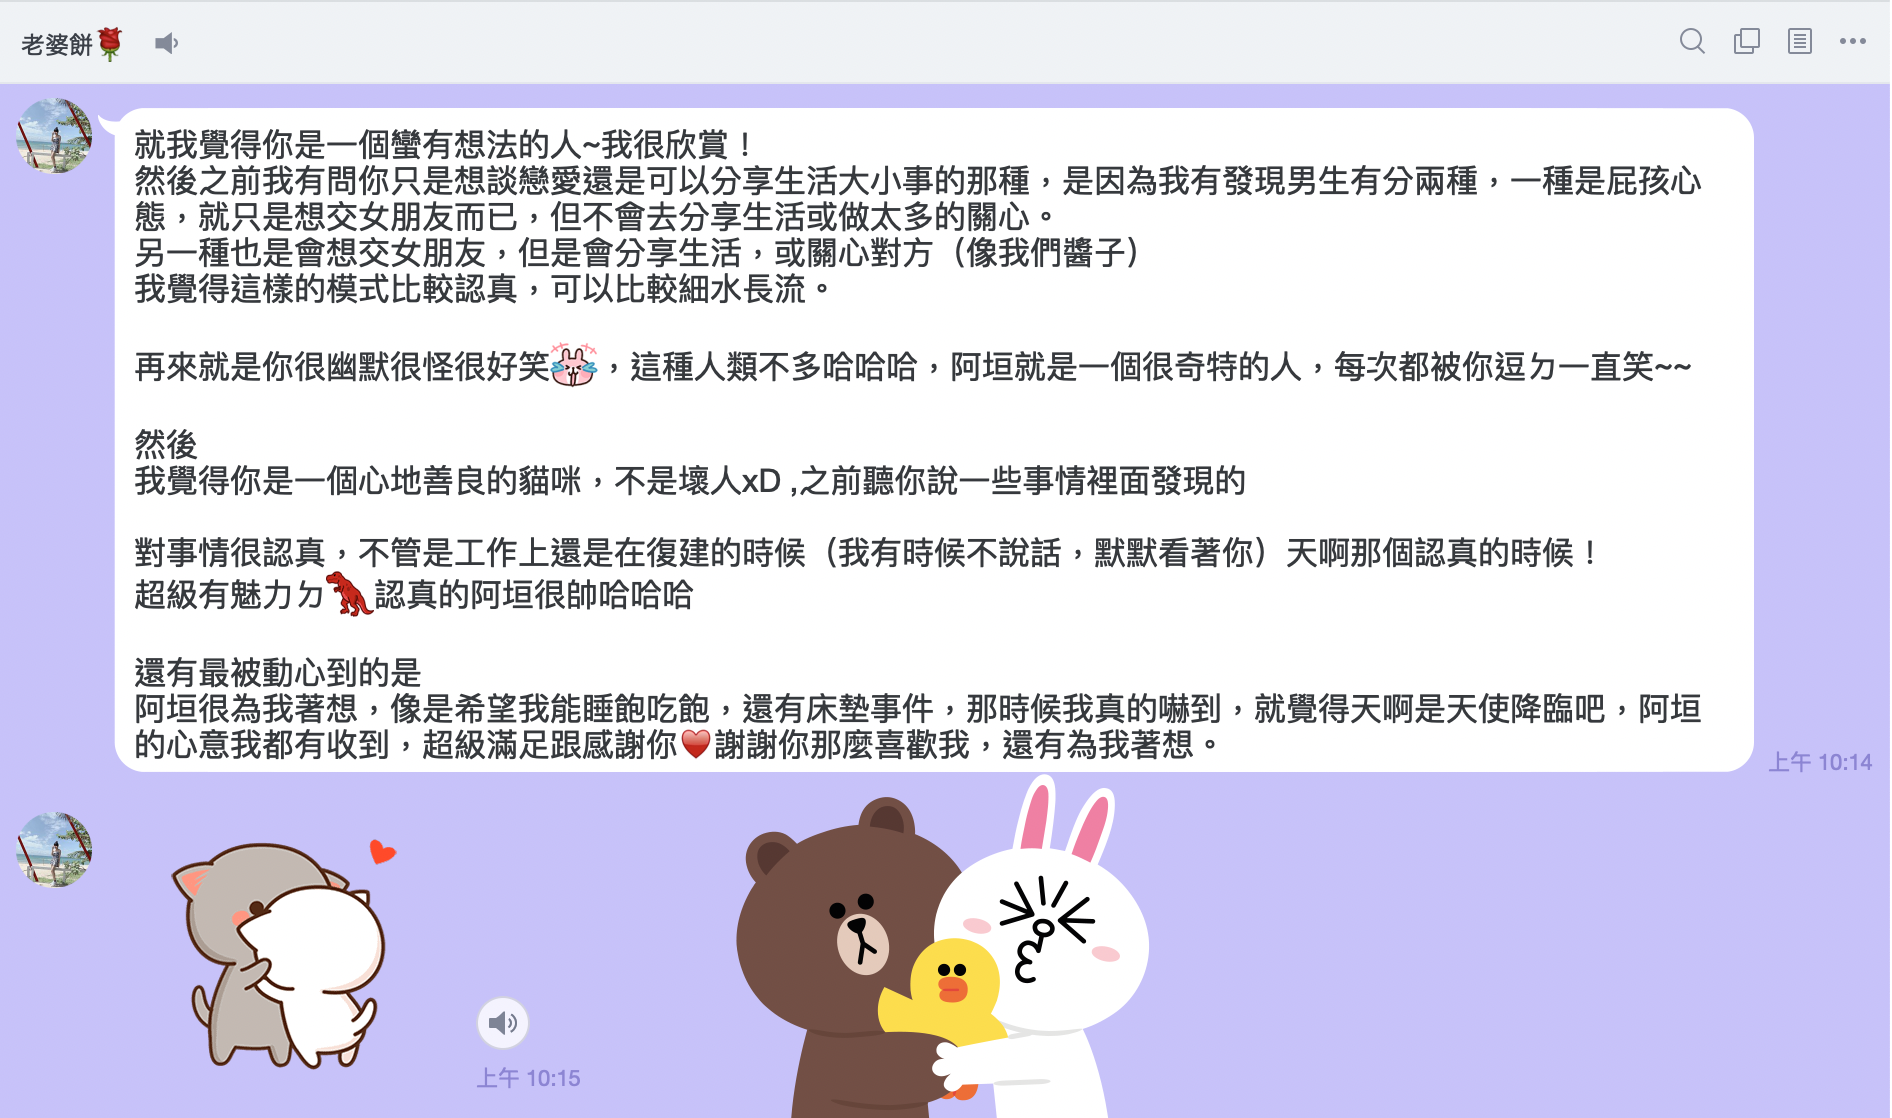 老婆餅🌹
就我覺得你是一個蠻有想法的人~我很欣賞！
然後之前我有問你只是想談戀愛還是可以分享生活大小事的那種，是因為我有發現男生有分兩種，一種是屁孩心
態，就只是想交女朋友而已，但不會去分享生活或做太多的關心。
另一種也是會想交女朋友，但是會分享生活，或關心對方（像我們醬子）
我覺得這樣的模式比較認真，可以比較細水長流。
再來就是你很幽默很怪很好笑，這種人類不多哈哈哈，阿垣就是一個很奇特的人，每次都被你逗ㄉ一直笑~~
然後
我覺得你是一個心地善良的貓咪，不是壞人xD ,之前聽你說一些事情裡面發現的
對事情很認真，不管是工作上還是在復建的時候（我有時候不說話，默默看著你）天啊那個認真的時候！
超級有魅力ㄉ🦖認真的阿垣很帥哈哈哈
還有最被動心到的是
阿垣很為我著想，像是希望我能睡飽吃飽，還有床墊事件，那時候我真的嚇到，就覺得天啊是天使降臨吧，阿垣
的心意我都有收到，超級滿足跟感謝你♥️謝謝你那麼喜歡我，還有為我著想。
上午 10:14
上午 10:15